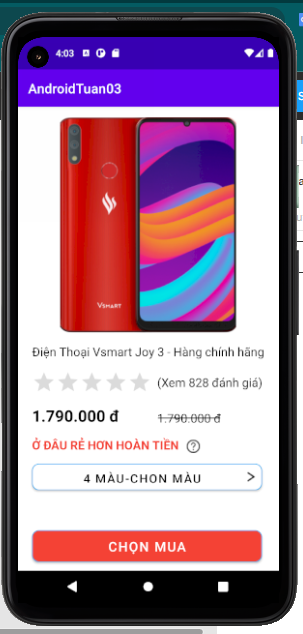 4:03
AndroidTuan03
VSMART
Điện Thoại Vsmart Joy 3 - Hàng chính hãng
(Xem 828 đánh giá)
1.790.000 đ 1.790.000 đ
Ở ĐÂU RẺ HƠN HOÀN TIỀN ?
4 MÀU-CHON MÀU >
CHỌN MUA